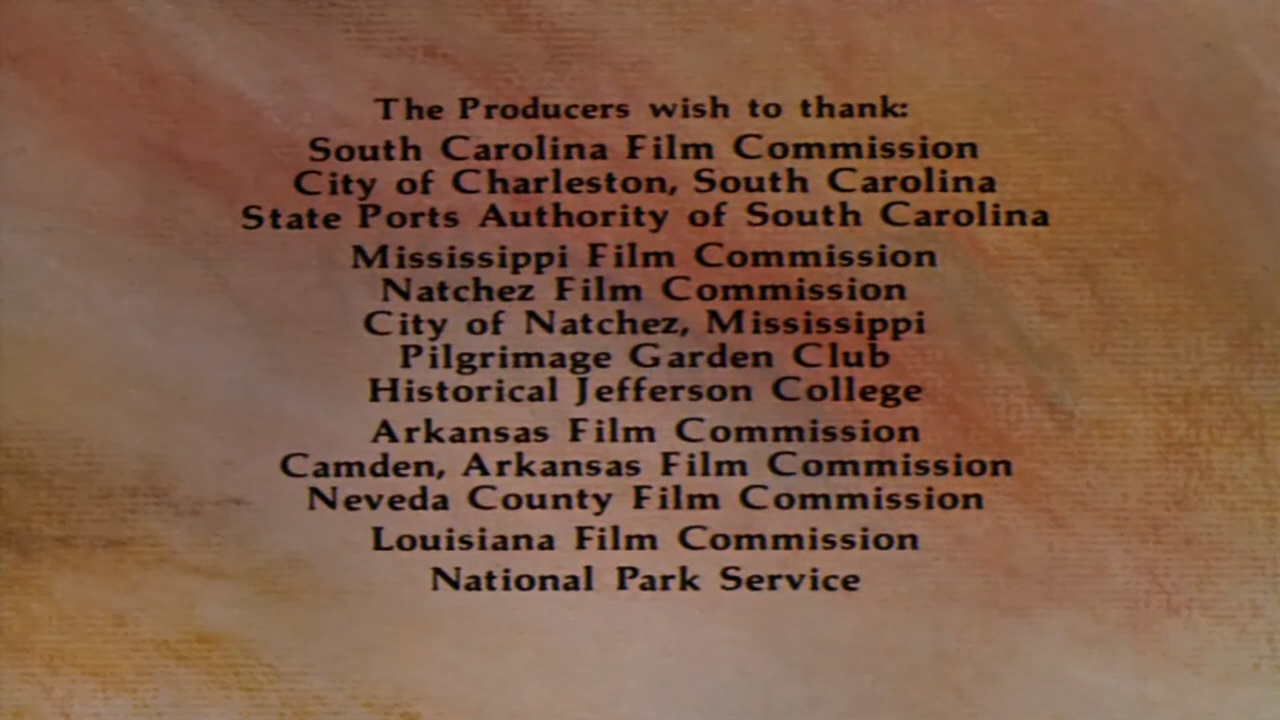 The Producers wish to thank:
South Carolina Film Commission
City of Charleston, South Carolina
State Ports Authority of South Carolina
Mississippi Film Commission
Natchez Film Commission
City of Natchez, Mississippi
Pilgrimage Garden Club
Historical Jefferson College
Arkansas Film Commission
Camden, Arkansas Film Commission
Neveda County Film Commission
Louisiana Film Commission
National Park Service